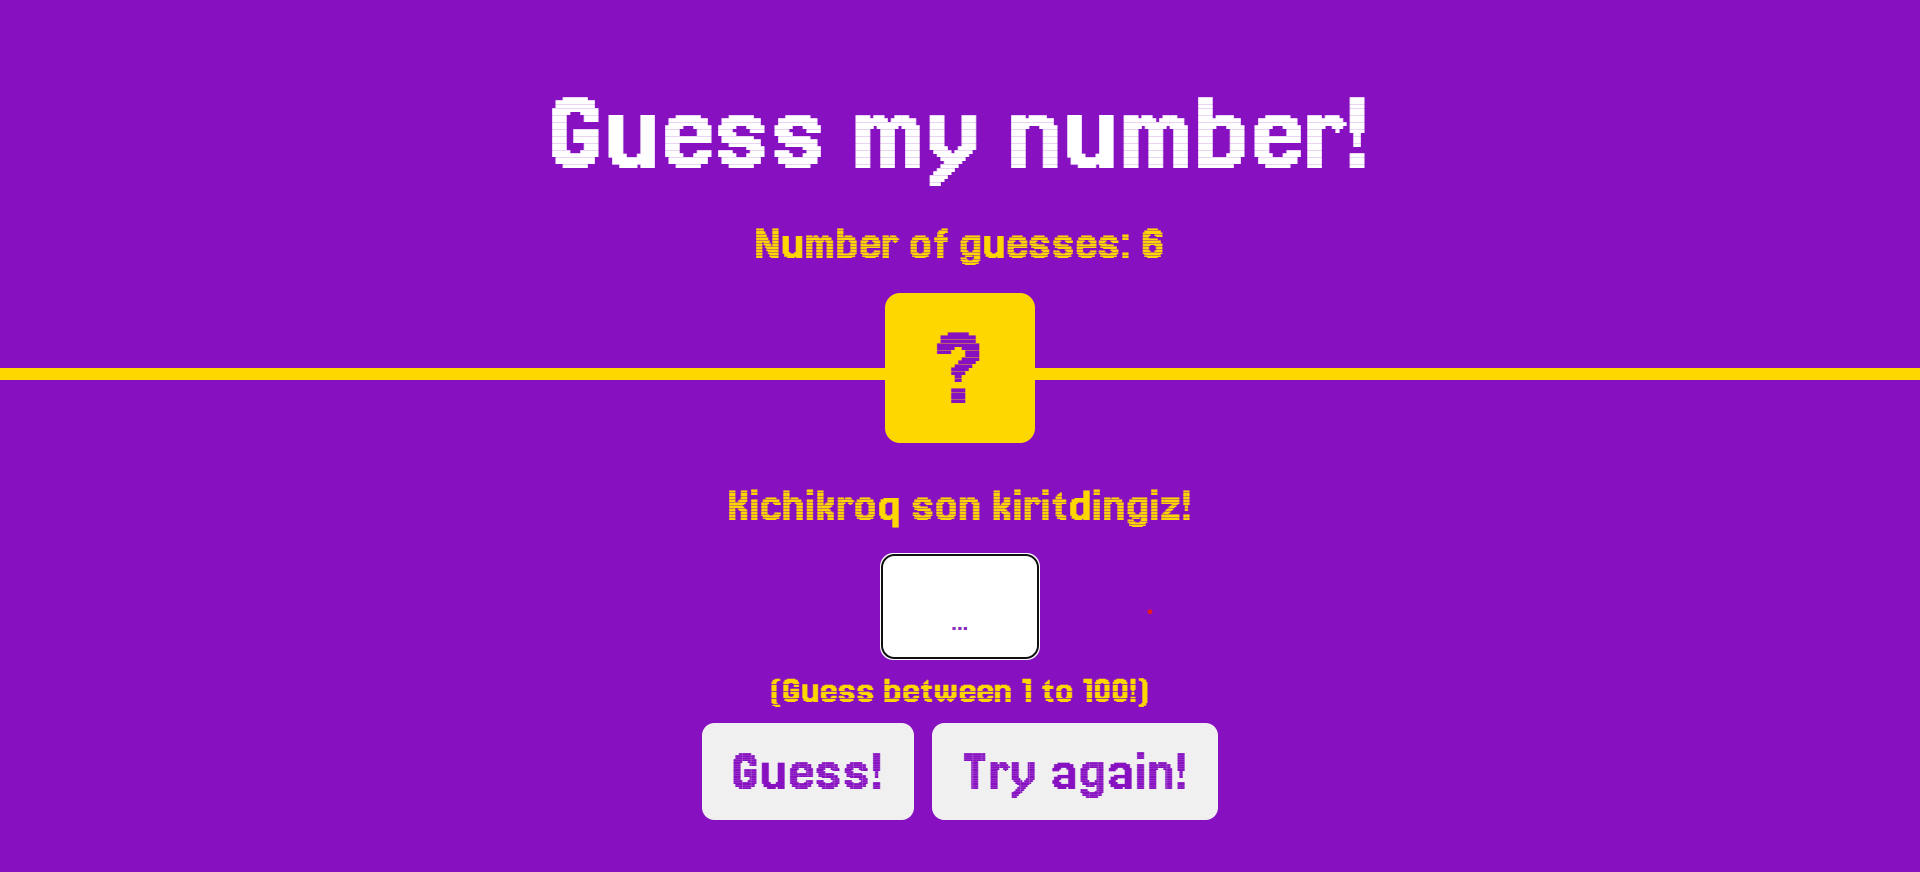 Guess my number!
Number of guesses: 6
?
Kichikroq son kiritdingiz!
...
(Guess between 1 to 100!)
Guess!
Try again!